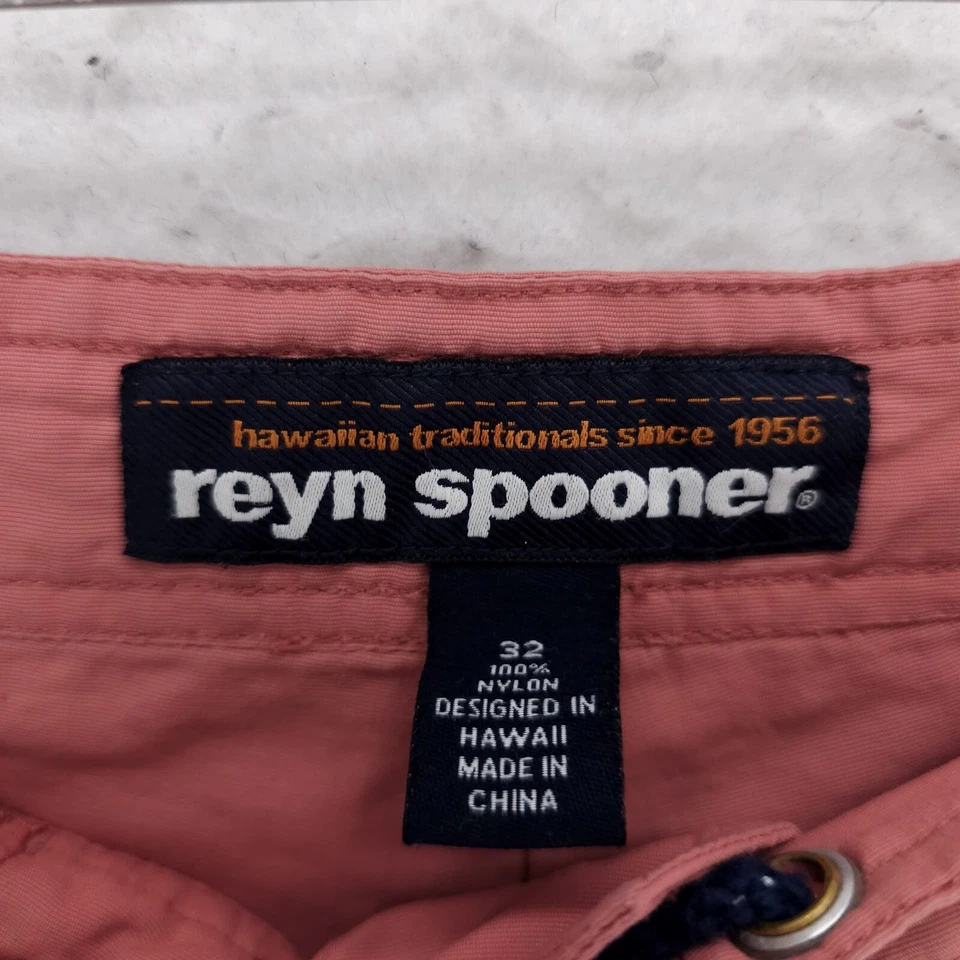 hawaiian traditionals since 1956
reyn spooner®
32
100%
NYLON
DESIGNED IN
HAWAII
MADE IN
CHINA